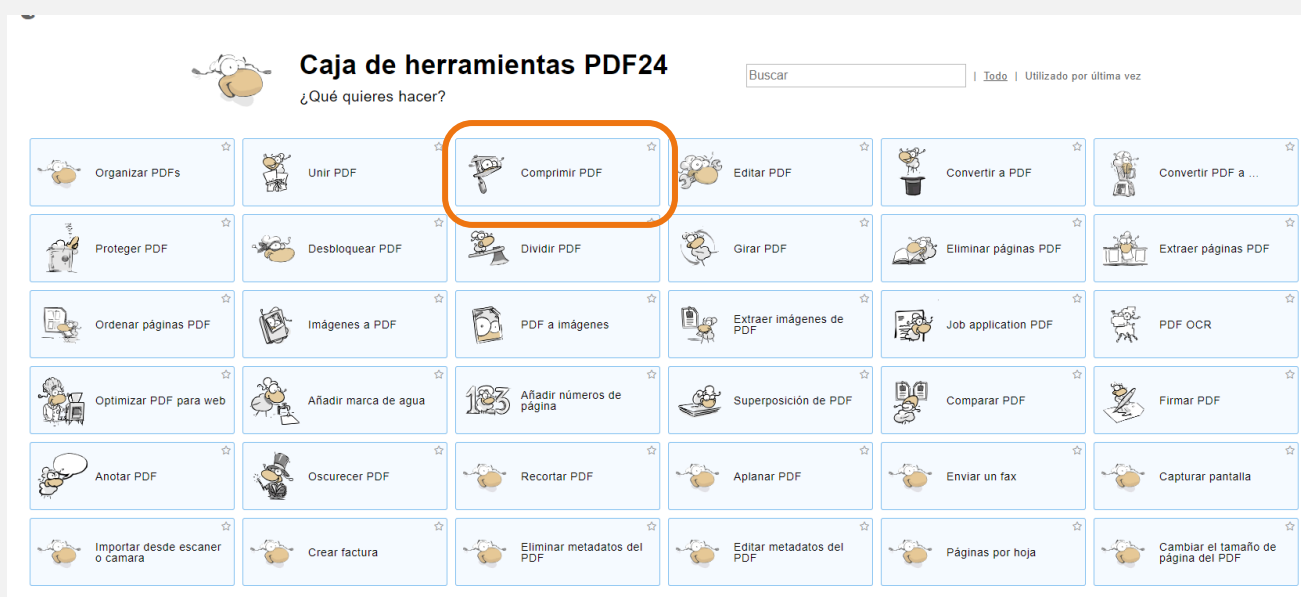 Caja de herramientas PDF24
¿Qué quieres hacer?
Buscar | Todo | Utilizado por última vez
Organizar PDFs
Unir PDF
Comprimir PDF
Editar PDF
Convertir a PDF
Convertir PDF a ...
Proteger PDF
Desbloquear PDF
Dividir PDF
Girar PDF
Eliminar páginas PDF
Extraer páginas PDF
Ordenar páginas PDF
Imágenes a PDF
PDF a imágenes
Extraer imágenes de
PDF
Job application PDF
PDF OCR
Optimizar PDF para web
Añadir marca de agua
123
Añadir números de
página
Superposición de PDF
Comparar PDF
Firmar PDF
Anotar PDF
Oscurecer PDF
Recortar PDF
Aplanar PDF
Enviar un fax
Capturar pantalla
Importar desde escaner
o camara
Crear factura
Eliminar metadatos del
PDF
Editar metadatos del
PDF
Páginas por hoja
Cambiar el tamaño de
página del PDF